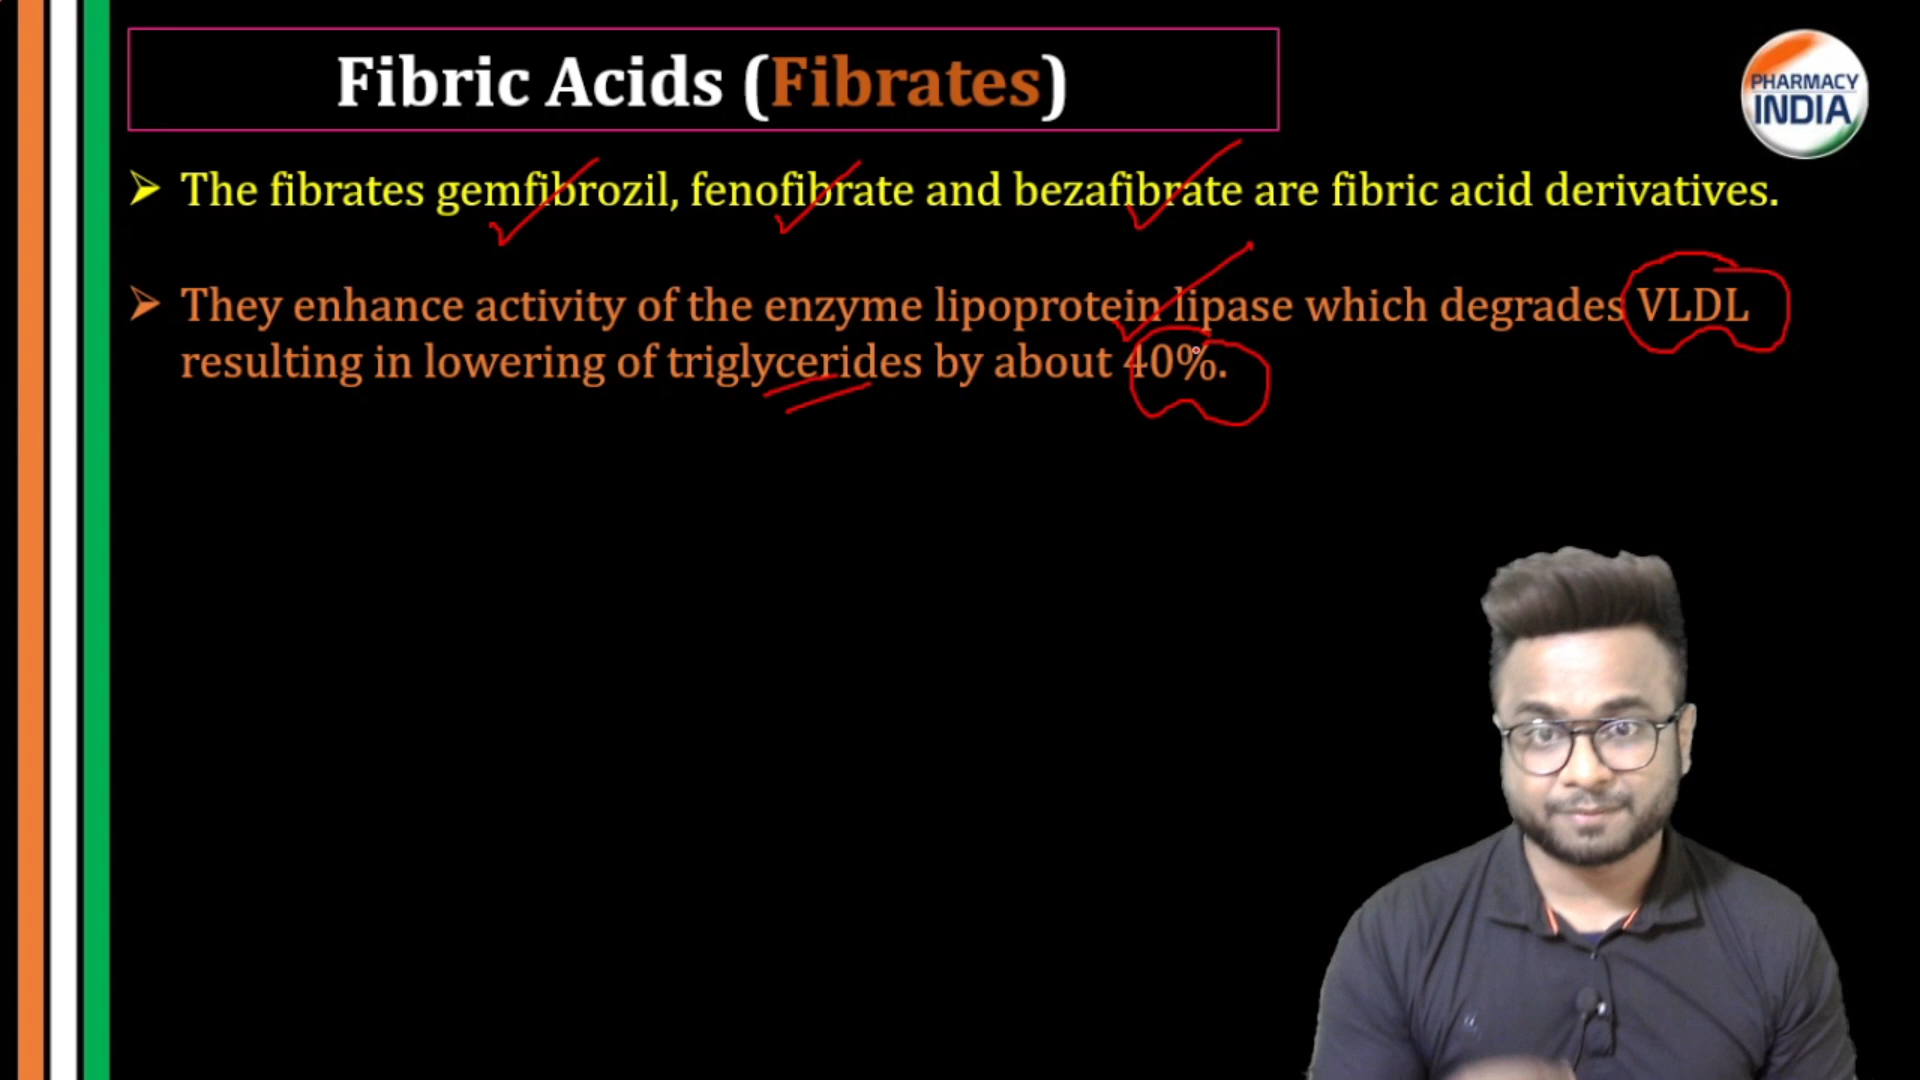 Fibric Acids (Fibrates)
PHARMACY
INDIA
The fibrates gemfibrozil, fenofibrate and bezafibrate are fibric acid derivatives.
They enhance activity of the enzyme lipoprotein lipase which degrades VLDL
resulting in lowering of triglycerides by about 40%.